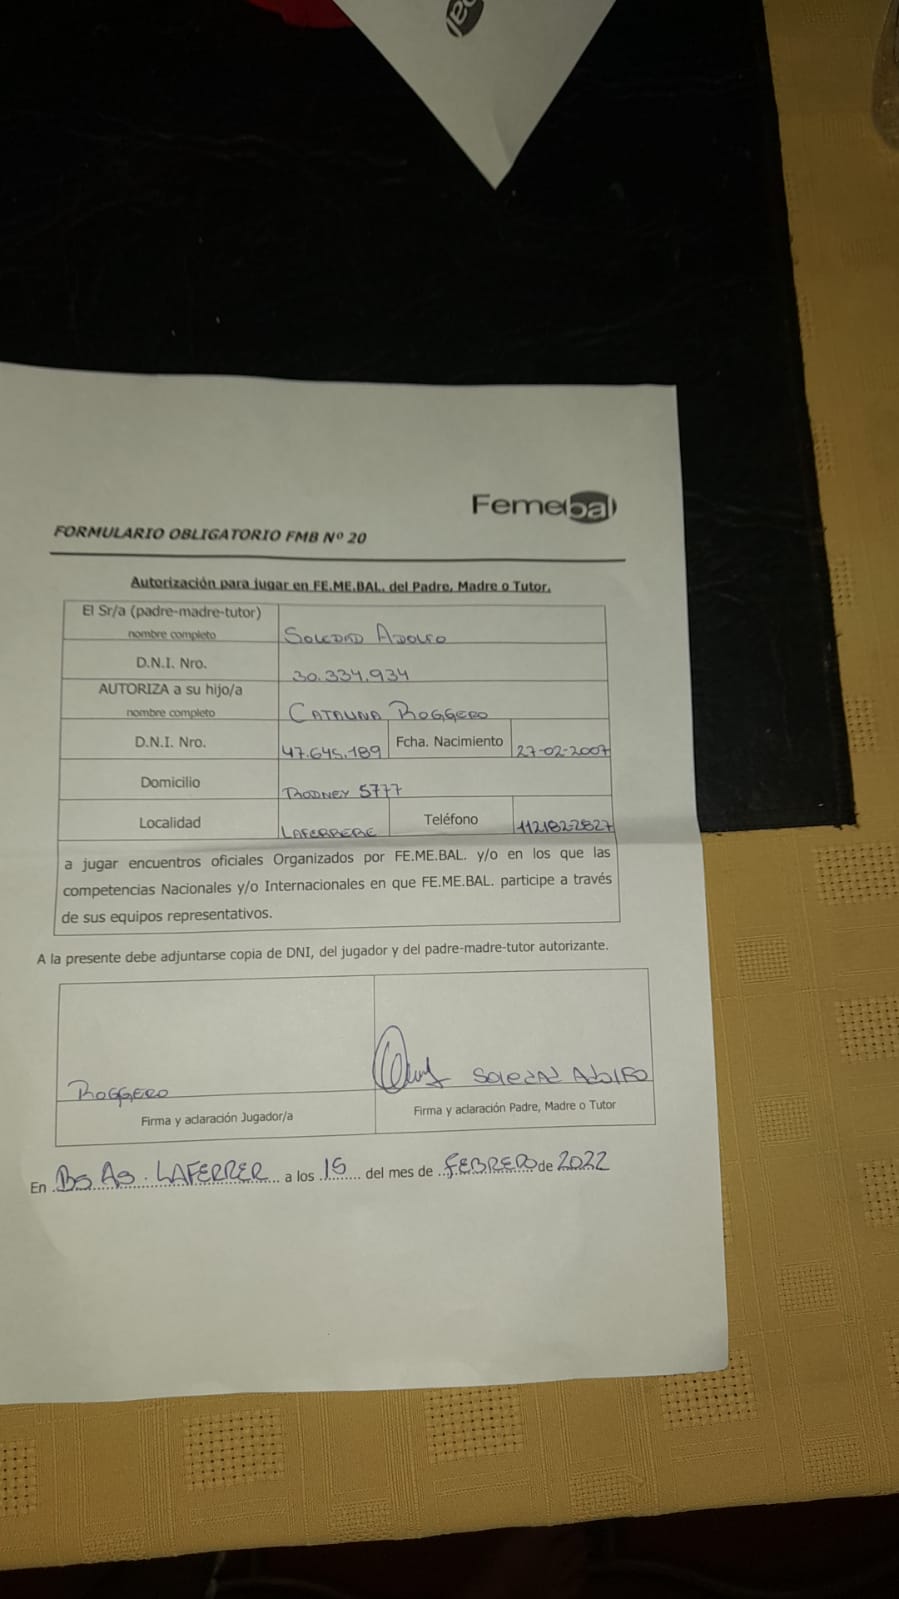 Femebal
FORMULARIO OBLIGATORIO FMB Nº 20
Autorización para jugar en FE.ME.BAL. del Padre, Madre o Tutor.
El Sr/a (padre-madre-tutor)
nombre completo SOLEDAD ADOLFO
D.N.I. Nro. 30.334.934
AUTORIZA a su hijo/a
nombre completo CATALINA ROGGERO
D.N.I. Nro. 47.645.189 Fcha. Nacimiento 27-02-2007
Domicilio RODNEY 5777
Localidad LAFERRERE Teléfono
a jugar encuentros oficiales Organizados por FE.ME.BAL. y/o en los que las
competencias Nacionales y/o Internacionales en que FE.ME.BAL. participe a través
de sus equipos representativos.
A la presente debe adjuntarse copia de DNI, del jugador y del padre-madre-tutor autorizante.
ROGGERO SOLEDAD ADOLFO
Firma y aclaración Jugador/a Firma y aclaración Padre, Madre o Tutor
En BS AS. LAFERRER a los 15 del mes de FEBRERO de 2022